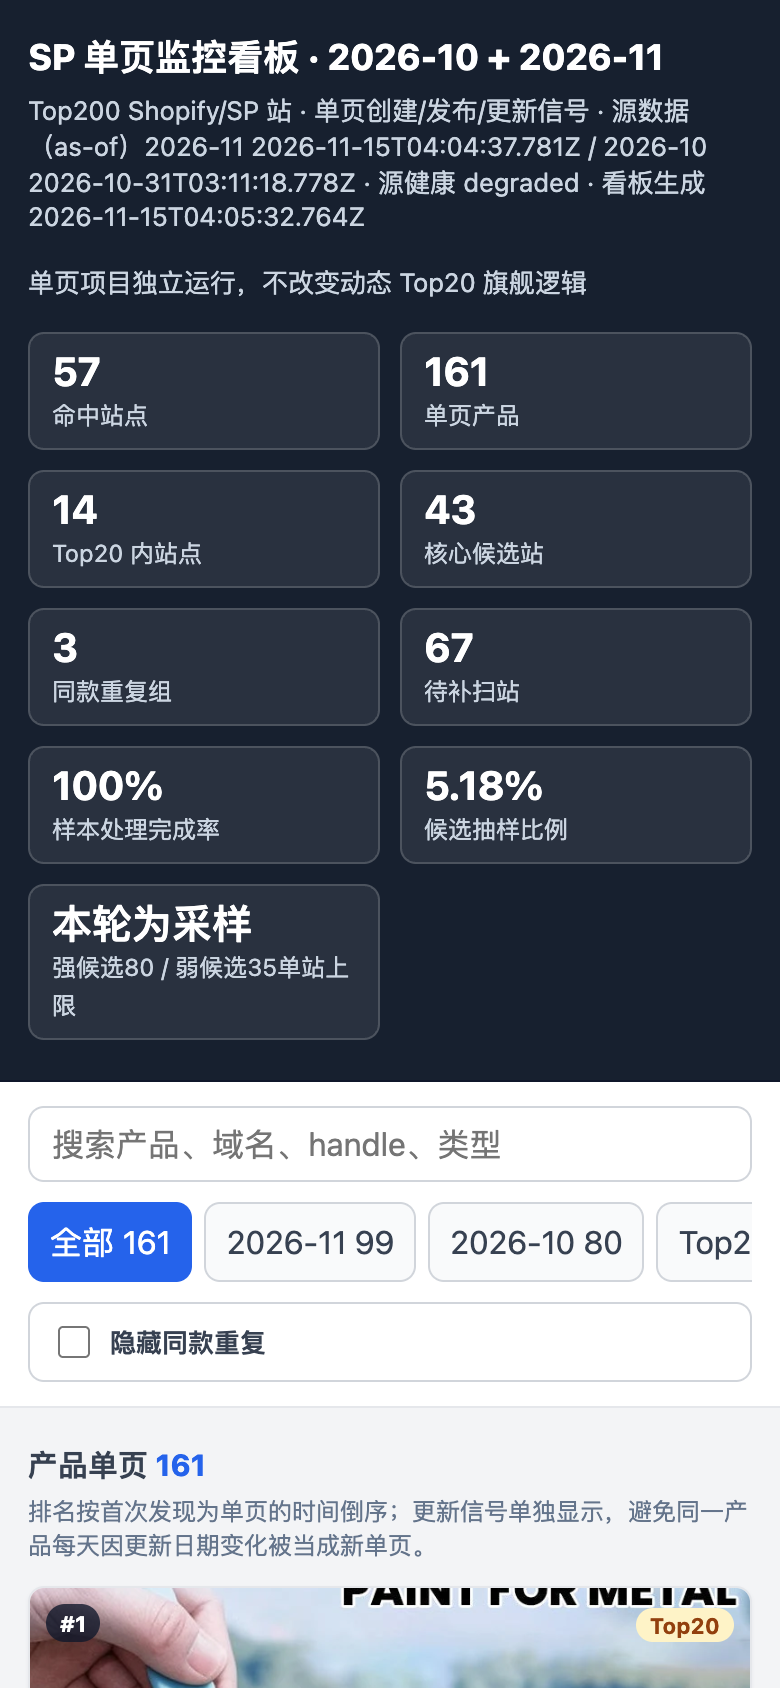 SP 单页监控看板 · 2026-10 + 2026-11
Top200 Shopify/SP 站 · 单页创建/发布/更新信号 · 源数据
（as-of）2026-11 2026-11-15T04:04:37.781Z / 2026-10
2026-10-31T03:11:18.778Z · 源健康 degraded · 看板生成
2026-11-15T04:05:32.764Z
单页项目独立运行，不改变动态 Top20 旗舰逻辑
57
命中站点
161
单页产品
14
Top20 内站点
43
核心候选站
3
同款重复组
67
待补扫站
100%
样本处理完成率
5.18%
候选抽样比例
本轮为采样
强候选80 / 弱候选35单站上
限
搜索产品、域名、handle、类型
全部 161
2026-11 99
2026-10 80
Top2
隐藏同款重复
产品单页 161
排名按首次发现为单页的时间倒序；更新信号单独显示，避免同一产
品每天因更新日期变化被当成新单页。
PAINT FOR METAL
#1
Top20